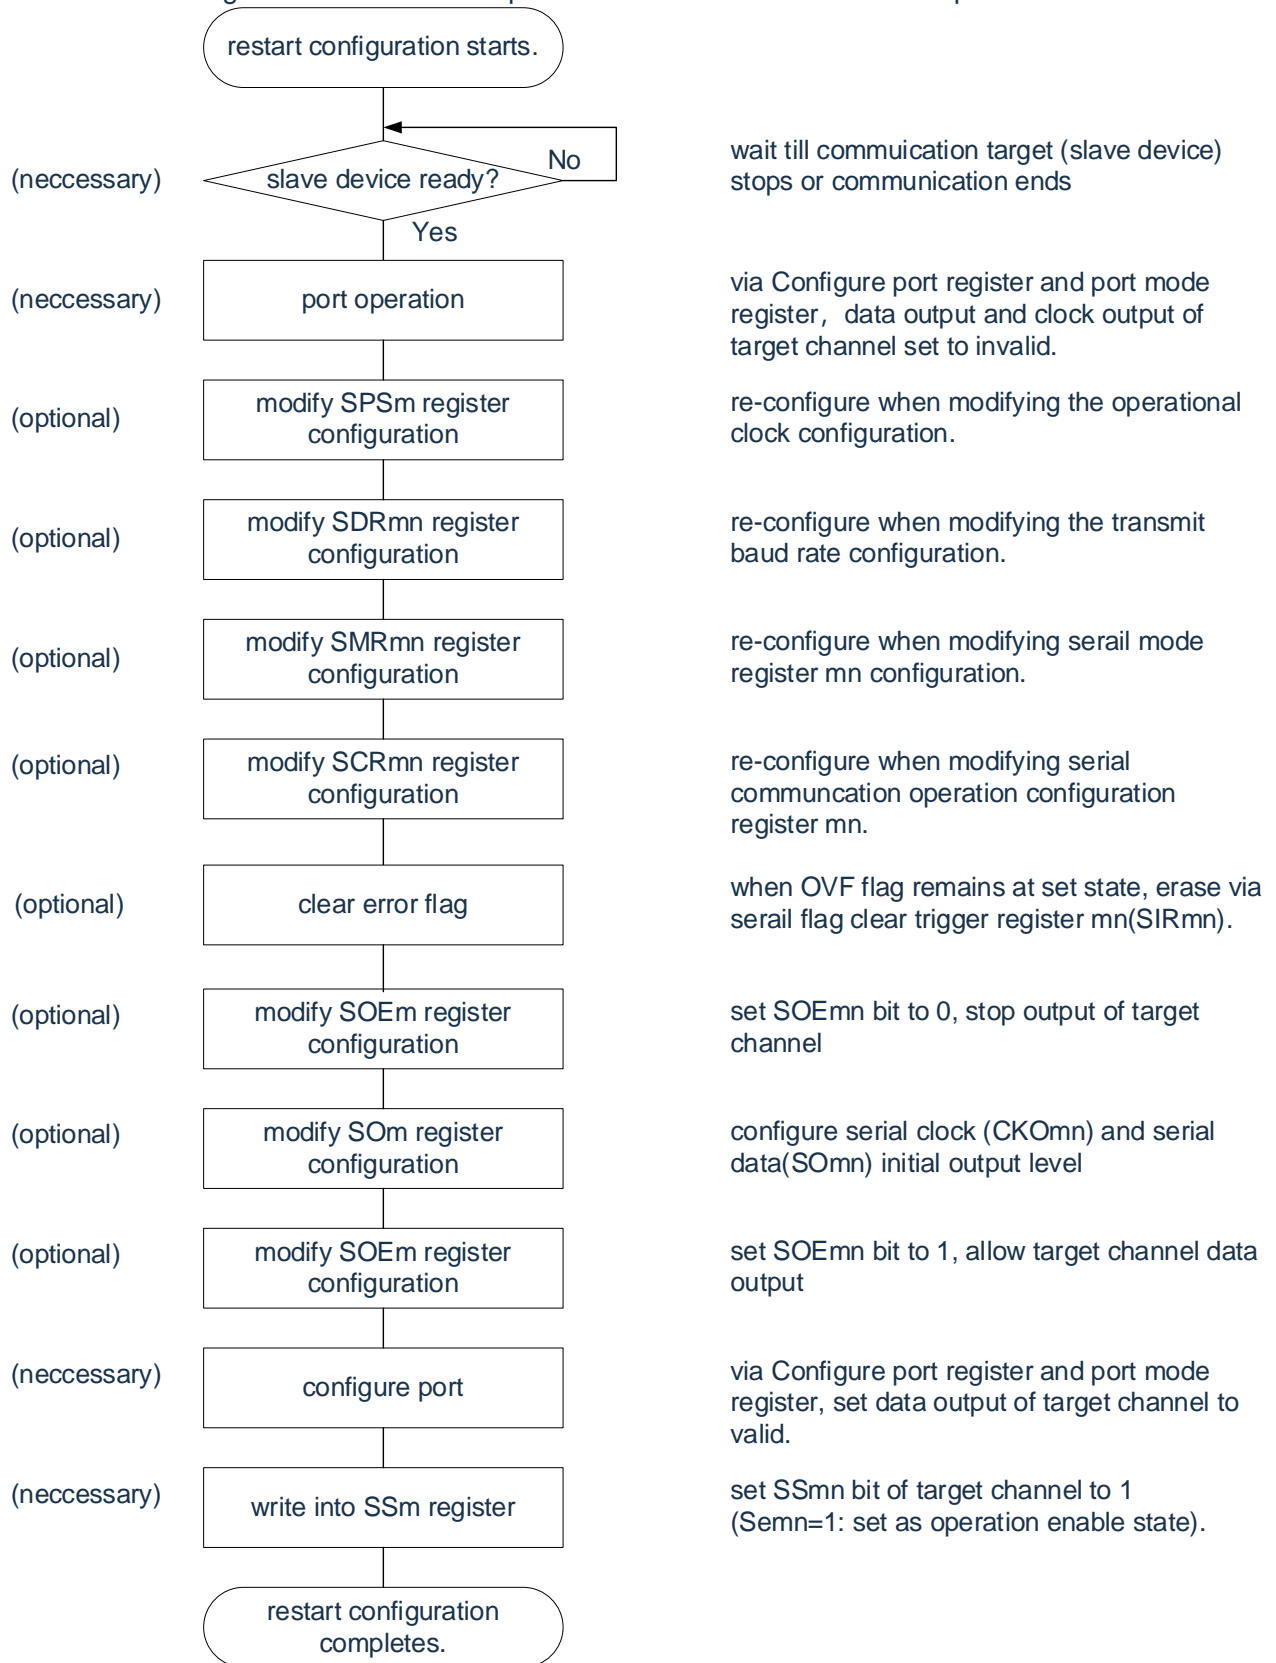 restart configuration starts.
No
wait till commuication target (slave device)
(neccessary)
slave device ready?
stops or communication ends
Yes
(neccessary)
port operation
via Configure port register and port mode
register, data output and clock output of
target channel set to invalid.
(optional)
modify SPSm register
configuration
re-configure when modifying the operational
clock configuration.
(optional)
modify SDRmn register
configuration
re-configure when modifying the transmit
baud rate configuration.
(optional)
modify SMRmn register
configuration
re-configure when modifying serail mode
register mn configuration.
(optional)
modify SCRmn register
configuration
re-configure when modifying serial
communcation operation configuration
register mn.
(optional)
clear error flag
when OVF flag remains at set state, erase via
serail flag clear trigger register mn(SIRmn).
(optional)
modify SOEm register
configuration
set SOEmn bit to 0, stop output of target
channel
(optional)
modify SOm register
configuration
configure serial clock (CKOmn) and serial
data(SOmn) initial output level
(optional)
modify SOEm register
configuration
set SOEmn bit to 1, allow target channel data
output
(neccessary)
configure port
via Configure port register and port mode
register, set data output of target channel to
valid.
(neccessary)
write into SSm register
set SSmn bit of target channel to 1
(Semn=1: set as operation enable state).
restart configuration
completes.